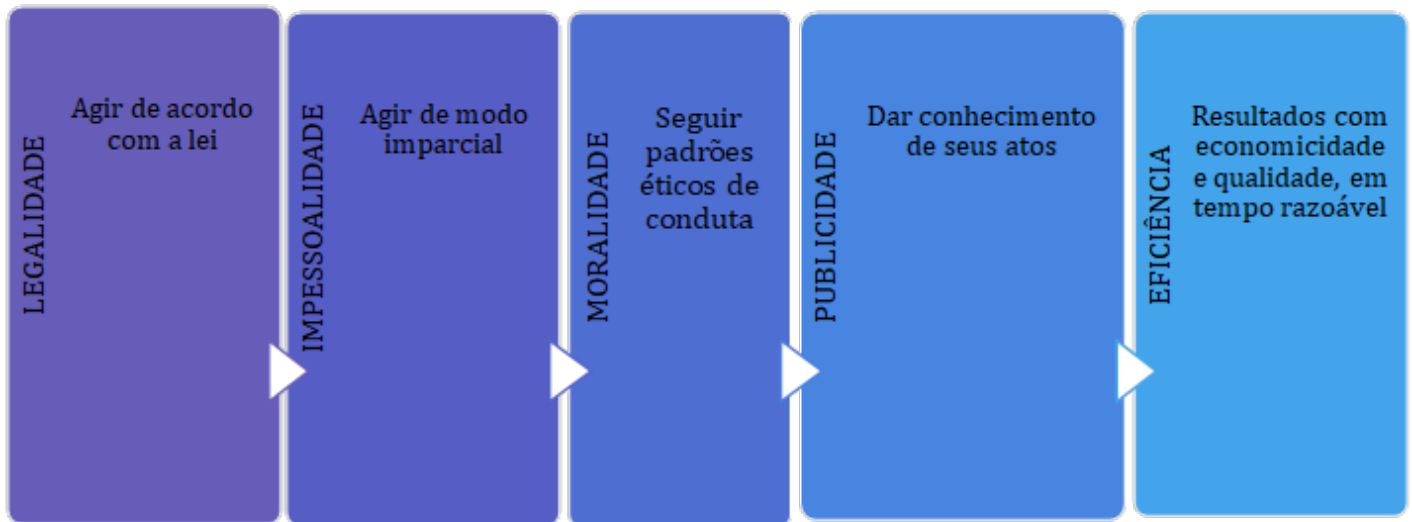 LEGALIDADE
Agir de acordo
com a lei
IMPESSOALIDADE
Agir de modo
imparcial
MORALIDADE
Seguir
padrões
éticos de
conduta
PUBLICIDADE
Dar conhecimento
de seus atos
EFICIÊNCIA
Resultados com
economicidade
e qualidade, em
tempo razoável